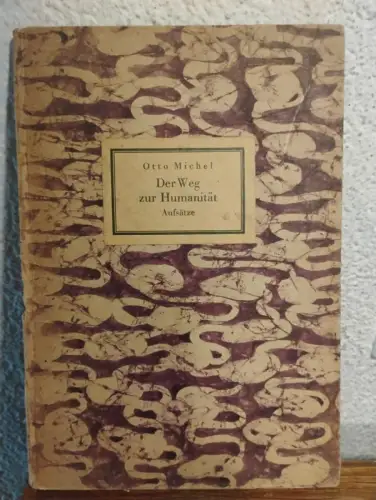 Otto Michel
Der Weg
zur Humanität
Aufsätze